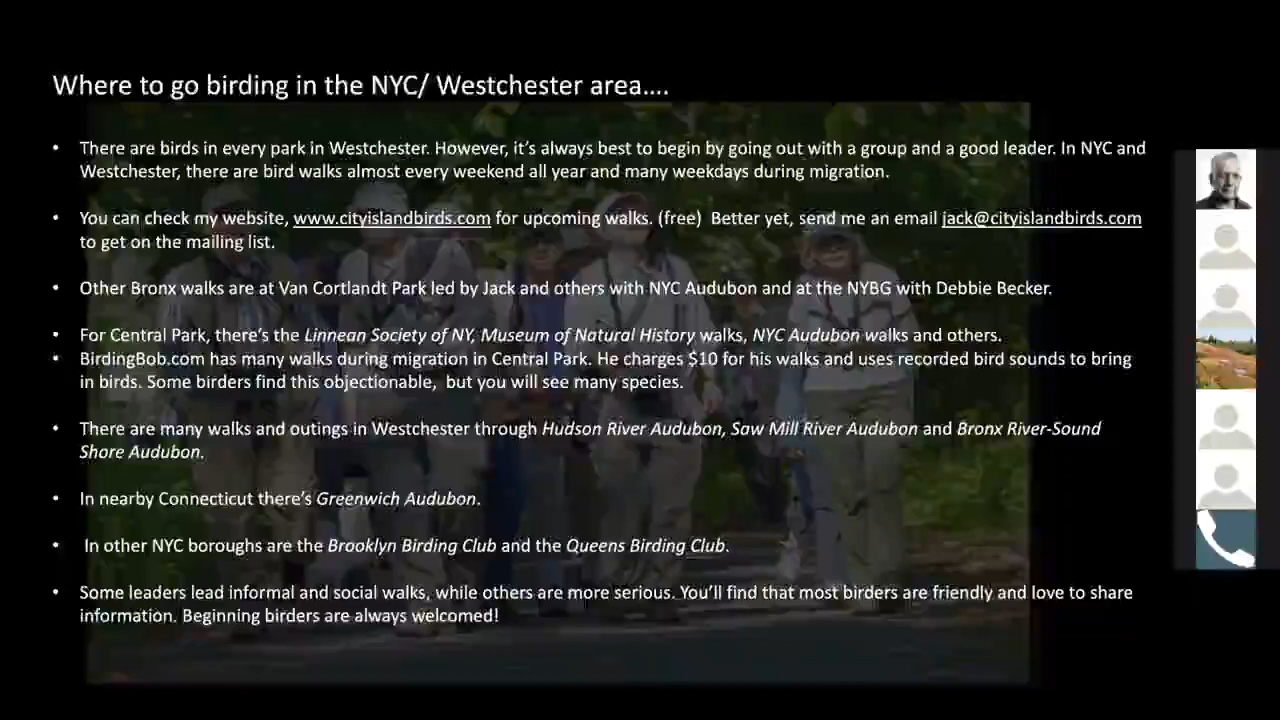 Where to go birding in the NYC/ Westchester area....
• There are birds in every park in Westchester. However, it's always best to begin by going out with a group and a good leader. In NYC and
Westchester, there are bird walks almost every weekend all year and many weekdays during migration.
• You can check my website, www.cityislandbirds.com for upcoming walks. (free)  Better yet, send me an email jack@cityislandbirds.com
to get on the mailing list.
• Other Bronx walks are at Van Cortlandt Park led by Jack and others with NYC Audubon and at the NYBG with Debbie Becker.
• For Central Park, there's the Linnean Society of NY, Museum of Natural History walks, NYC Audubon walks and others.
• BirdingBob.com has many walks during migration in Central Park. He charges $10 for his walks and uses recorded bird sounds to bring
in birds. Some birders find this objectionable,  but you will see many species.
• There are many walks and outings in Westchester through Hudson River Audubon, Saw Mill River Audubon and Bronx River-Sound
Shore Audubon.
• In nearby Connecticut there's Greenwich Audubon.
• In other NYC boroughs are the Brooklyn Birding Club and the Queens Birding Club.
• Some leaders lead informal and social walks, while others are more serious. You'll find that most birders are friendly and love to share
information. Beginning birders are always welcomed!